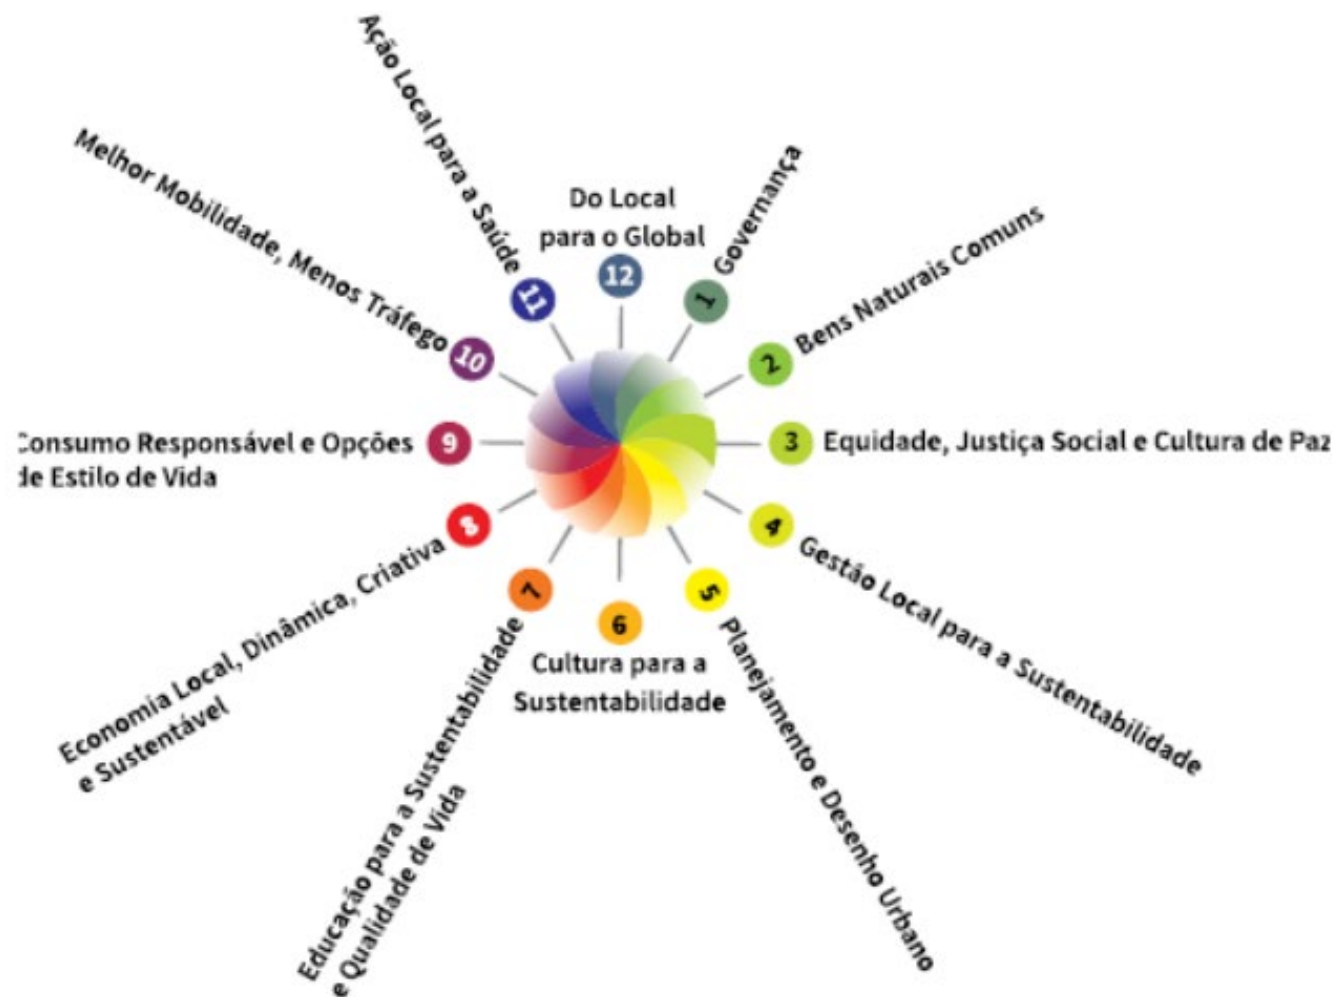 Do Local
para o Global
12
1
Governança
2
Bens Naturais Comuns
3
Equidade, Justiça Social e Cultura de Paz
4
Gestão Local para a Sustentabilidade
5
Planejamento e Desenho Urbano
6
Cultura para a
Sustentabilidade
7
Educação para a Sustentabilidade
e Qualidade de Vida
8
Economia Local, Dinâmica, Criativa
e Sustentável
9
Consumo Responsável e Opções
de Estilo de Vida
10
Melhor Mobilidade, Menos Tráfego
11
Ação Local para a Saúde